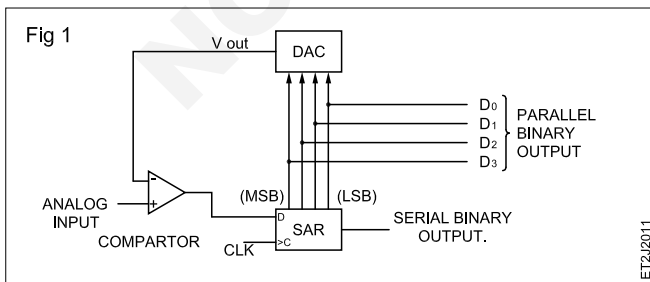 Fig 1
V out
DAC
D0
D1
D2
D3
PARALLEL
BINARY
OUTPUT
-
+
ANALOG
INPUT
COMPARTOR
(MSB)
(LSB)
D
SAR
>C
CLK
SERIAL BINARY
OUTPUT.
ET2J2011